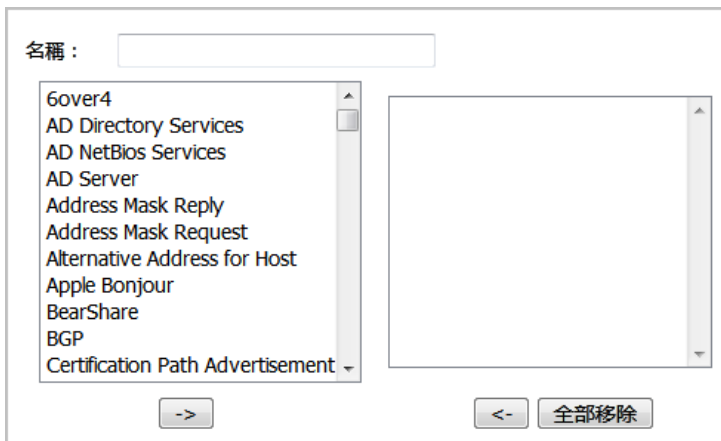 名稱：
6over4
AD Directory Services
AD NetBios Services
AD Server
Address Mask Reply
Address Mask Request
Alternative Address for Host
Apple Bonjour
BearShare
BGP
Certification Path Advertisement
->
<- 全部移除